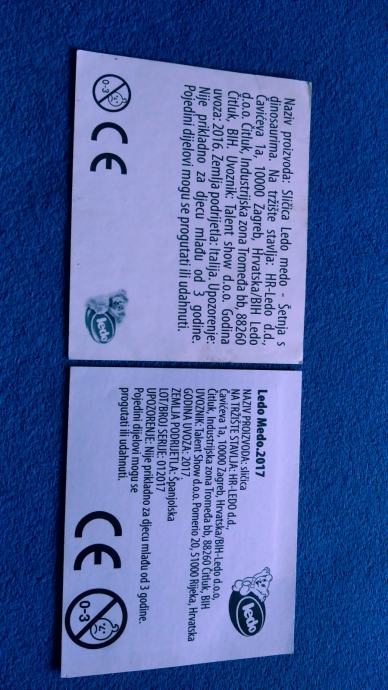 Naziv proizvoda: Sličica Ledo medo - Šetnja s
dinosaurima. Na tržište stavlja: HR-Ledo d.d.,
Čavićeva 1a, 10000 Zagreb, Hrvatska/BIH Ledo
d.o.o. Čitluk, Industrijska zona Tromeđa bb, 88260
Čitluk, BIH. Uvoznik: Talent show d.o.o. Godina
uvoza: 2016. Zemlja podrijetla: Italija. Upozorenje:
Nije prikladno za djecu mlađu od 3 godine.
Pojedini dijelovi mogu se progutati ili udahnuti.
0-3
CE
ledo
Ledo Medo.2017
NAZIV PROIZVODA: sličica
NA TRŽIŠTE STAVLJA: HR-LEDO d.d.,
Čavićeva 1a, 10000 Zagreb, Hrvatska/BIH-Ledo d.o.o,
Čitluk, Industrijska zona Tromeđa bb, 88260 Čitluk, BIH
UVOZNIK: Talent Show d.o.o. Pomerio 20, 51000 Rijeka, Hrvatska
GODINA UVOZA: 2017.
ZEMLJA PODRIJETLA: Španjolska
LOT/BROJ SERIJE: 012017
UPOZORENJE: Nije prikladno za djecu mlađu od 3 godine.
Pojedini dijelovi mogu se
progutati ili udahnuti.
ledo
CE
0-3